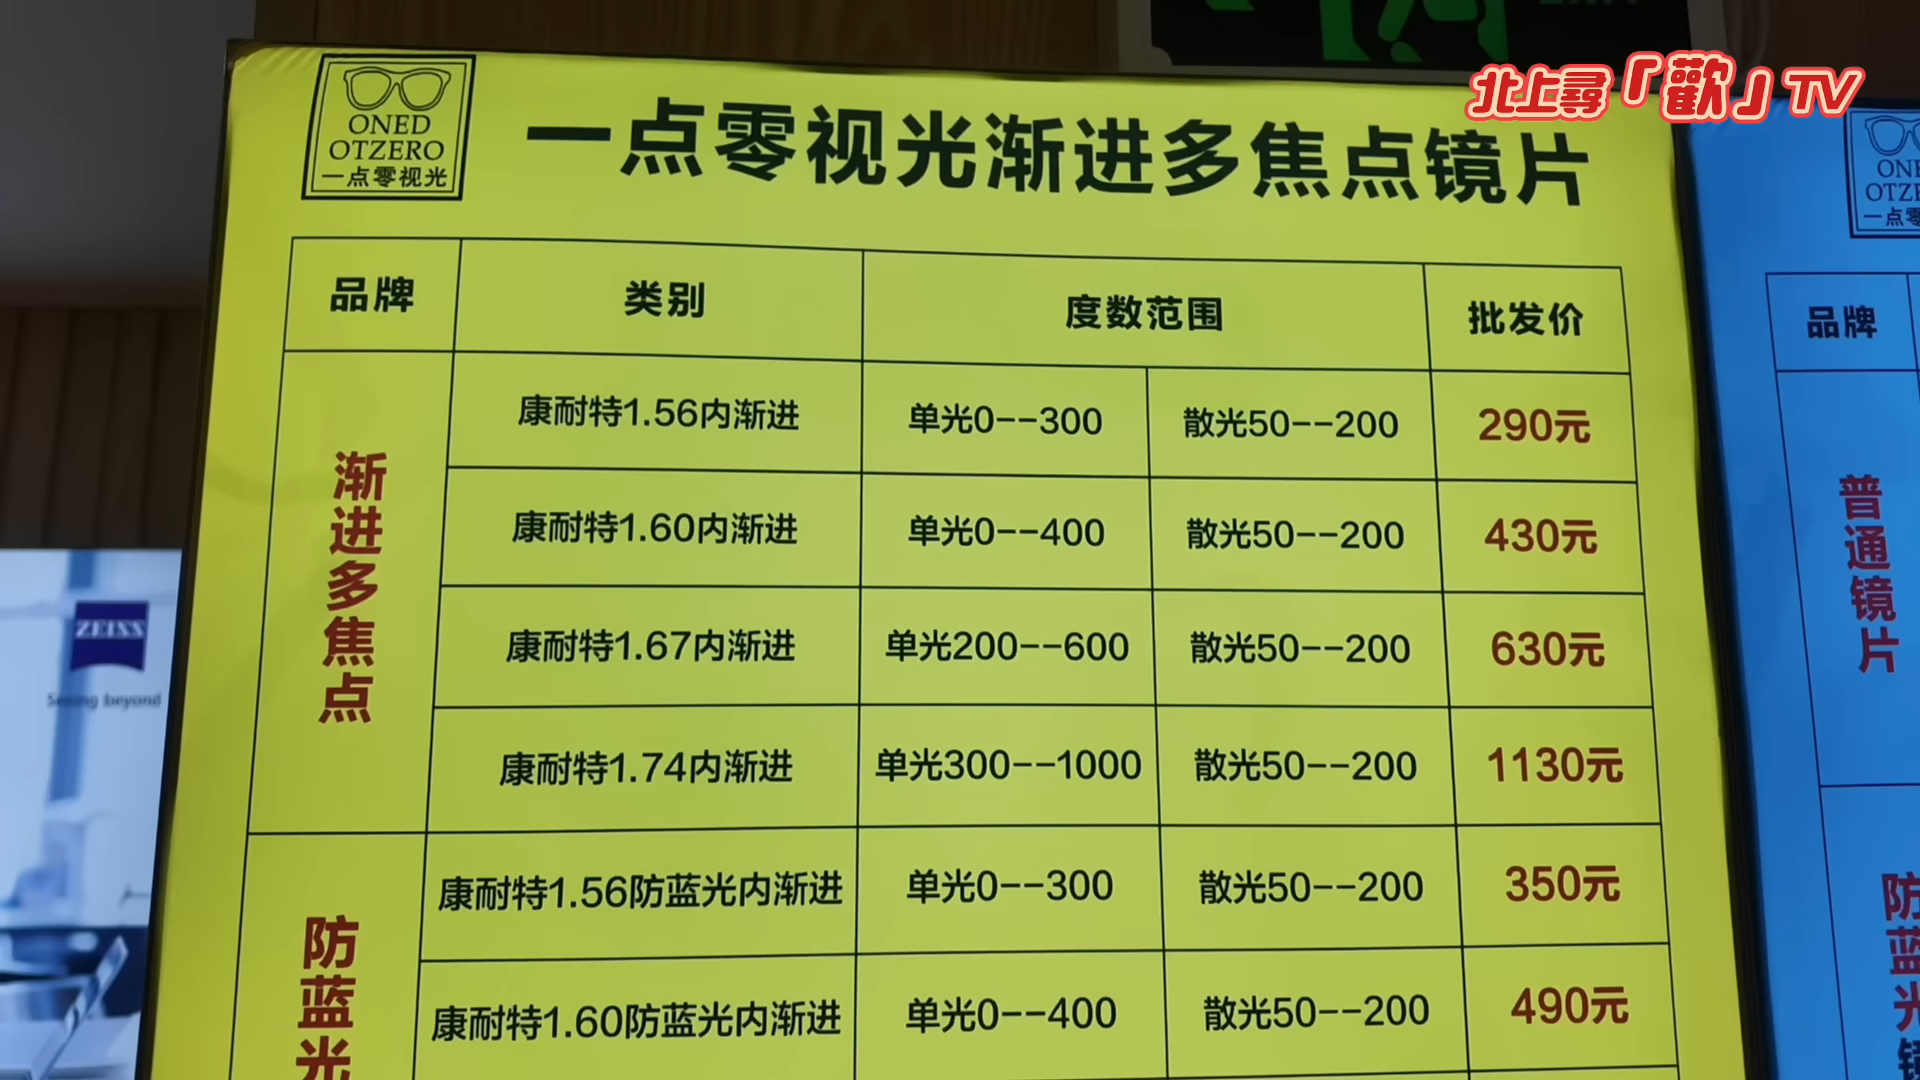 北上尋「歡」TV
ONED
OTZERO
一点零视光
一点零视光渐进多焦点镜片
品牌 类别 度数范围 批发价
渐进多焦点
康耐特1.56内渐进 单光0--300 散光50--200 290元
康耐特1.60内渐进 单光0--400 散光50--200 430元
康耐特1.67内渐进 单光200--600 散光50--200 630元
康耐特1.74内渐进 单光300--1000 散光50--200 1130元
防蓝光
康耐特1.56防蓝光内渐进 单光0--300 散光50--200 350元
康耐特1.60防蓝光内渐进 单光0--400 散光50--200 490元
ZEISS
Seeing beyond
品牌
普通镜片
防蓝光镜